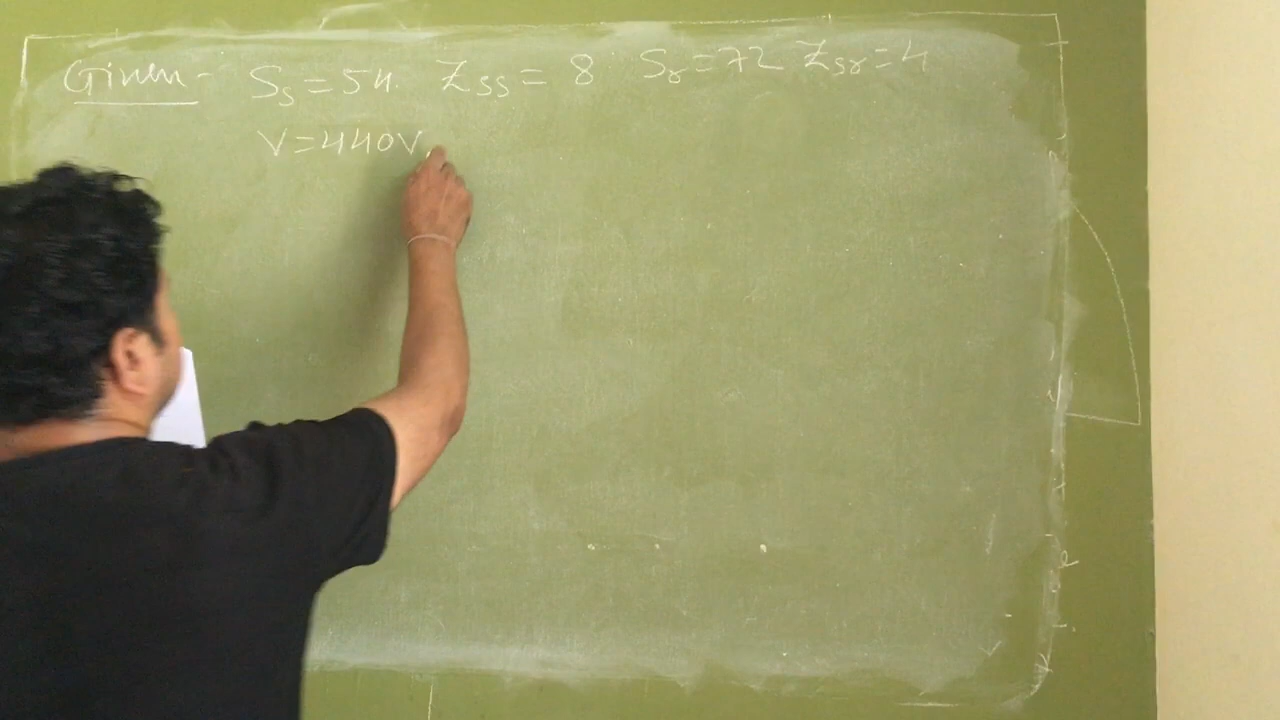 Given - Ss = 54. Zss = 8 Sr = 72 Zsr = 4
V = 440V